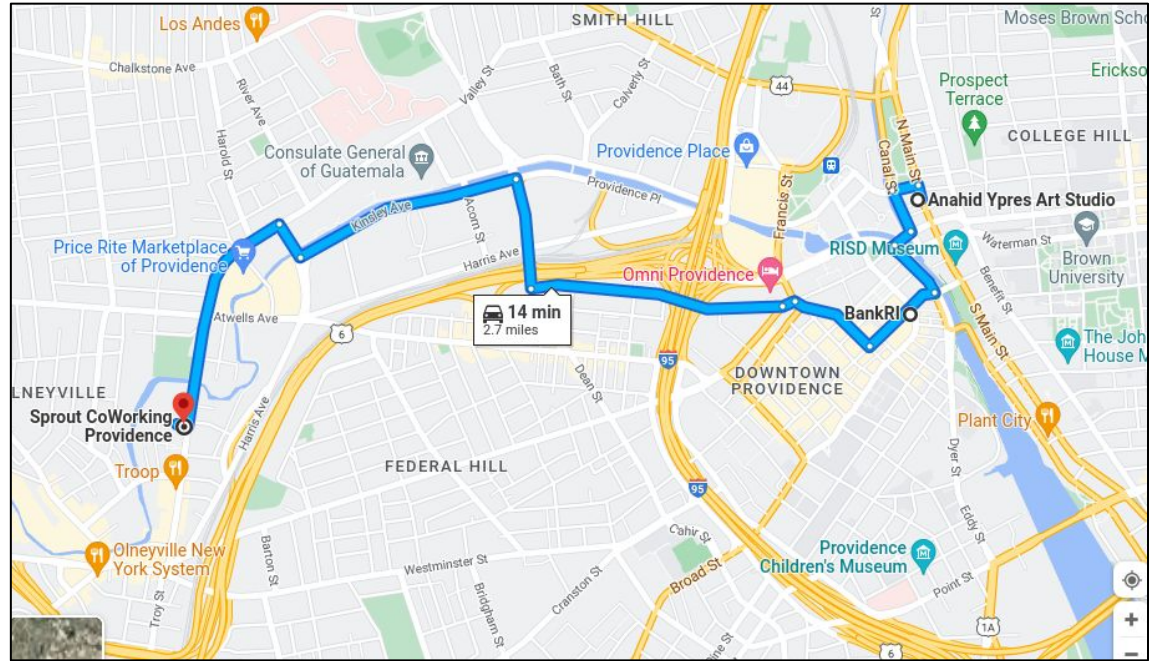 Los Andes
SMITH HILL
Moses Brown Scho
Chalkstone Ave
River Ave
Valley St
Bath St
Calverly St
44
Prospect
Terrace
Erickso
Harold St
Consulate General
of Guatemala
Providence Place
N Main St
Canal St
COLLEGE HILL
Providence Pl
Francis St
Anahid Ypres Art Studio
Kinsley Ave
Acorn St
Price Rite Marketplace
of Providence
Harris Ave
RISD Museum
Waterman St
Brown
University
Omni Providence
Benefit St
14 min
2.7 miles
BankRI
Atwells Ave
6
S Main St
The Joh
House M
95
DOWNTOWN
PROVIDENCE
Dean St
LNEYVILLE
Sprout CoWorking
Providence
Harris Ave
Plant City
Troop
FEDERAL HILL
Dyer St
95
Eddy St
Olneyville New
York System
Barton St
Westminster St
Cahir St
Providence
Children's Museum
Broad St
Point St
Troy St
Bridgham St
Cranston St
1A
6
ine St
+
−